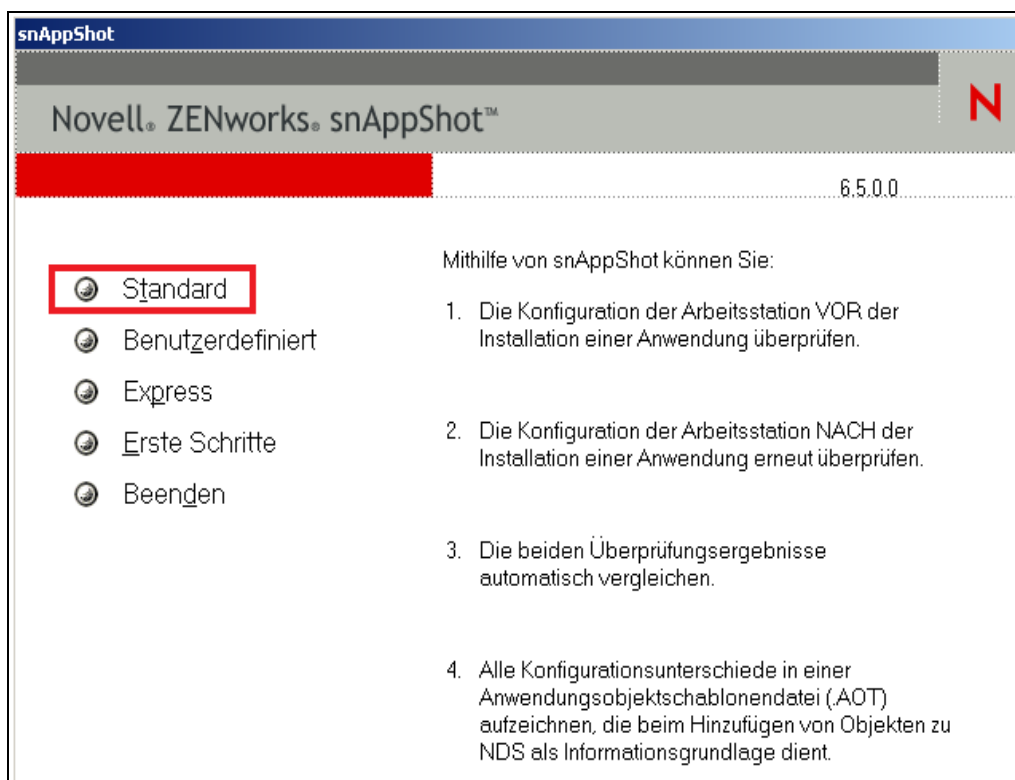 snAppShot
Novell® ZENworks® snAppShot™
N
6.5.0.0
Standard
Benutzerdefiniert
Express
Erste Schritte
Beenden
Mithilfe von snAppShot können Sie:
1. Die Konfiguration der Arbeitsstation VOR der
Installation einer Anwendung überprüfen.
2. Die Konfiguration der Arbeitsstation NACH der
Installation einer Anwendung erneut überprüfen.
3. Die beiden Überprüfungsergebnisse
automatisch vergleichen.
4. Alle Konfigurationsunterschiede in einer
Anwendungsobjektschablonendatei (.AOT)
aufzeichnen, die beim Hinzufügen von Objekten zu
NDS als Informationsgrundlage dient.